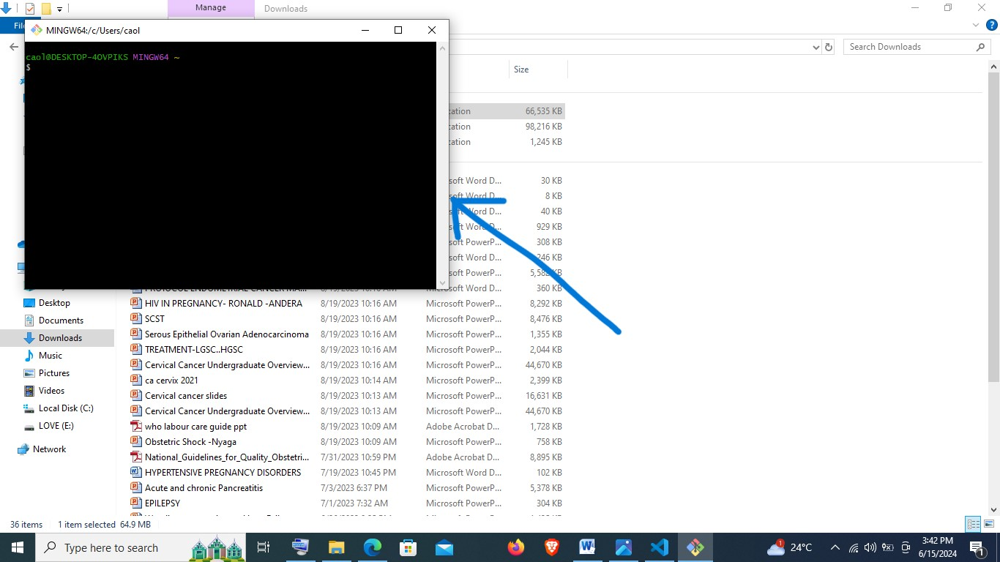 Manage
Downloads
Fil
MINGW64:/c/Users/caol
caol@DESKTOP-4OVPIKS MINGW64 ~
$
Search Downloads
Size
cation 66,535 KB
cation 98,216 KB
cation 1,245 KB
soft Word D... 30 KB
soft Word D... 8 KB
soft Word D... 40 KB
soft Word D... 929 KB
soft PowerP... 308 KB
soft Word D... 246 KB
soft PowerP... 5,582 KB
PROTOCOL ENDOMETRIAL CANCER MA... 8/19/2023 10:16 AM soft Word D... 360 KB
HIV IN PREGNANCY- RONALD -ANDERA 8/19/2023 10:16 AM Microsoft PowerP... 8,292 KB
SCST 8/19/2023 10:16 AM Microsoft PowerP... 8,476 KB
Serous Epithelial Ovarian Adenocarcinoma 8/19/2023 10:16 AM Microsoft PowerP... 1,355 KB
TREATMENT-LGSC..HGSC 8/19/2023 10:16 AM Microsoft PowerP... 2,044 KB
Cervical Cancer Undergraduate Overview... 8/19/2023 10:16 AM Microsoft PowerP... 44,670 KB
ca cervix 2021 8/19/2023 10:14 AM Microsoft PowerP... 2,399 KB
Cervical cancer slides 8/19/2023 10:13 AM Microsoft PowerP... 16,631 KB
Cervical Cancer Undergraduate Overview... 8/19/2023 10:13 AM Microsoft PowerP... 44,670 KB
who labour care guide ppt 8/19/2023 10:09 AM Adobe Acrobat D... 1,728 KB
Obstetric Shock -Nyaga 8/19/2023 10:09 AM Microsoft PowerP... 758 KB
National_Guidelines_for_Quality_Obstetri... 7/31/2023 10:59 PM Adobe Acrobat D... 8,895 KB
HYPERTENSIVE PREGNANCY DISORDERS 7/19/2023 10:45 PM Microsoft Word D... 102 KB
Acute and chronic Pancreatitis 7/3/2023 6:37 PM Microsoft PowerP... 5,378 KB
EPILEPSY 7/1/2023 7:32 AM Microsoft PowerP... 304 KB
Desktop
Documents
Downloads
Music
Pictures
Videos
Local Disk (C:)
LOVE (E:)
Network
36 items 1 item selected 64.9 MB
Type here to search
1
24°C
3:42 PM
6/15/2024
1